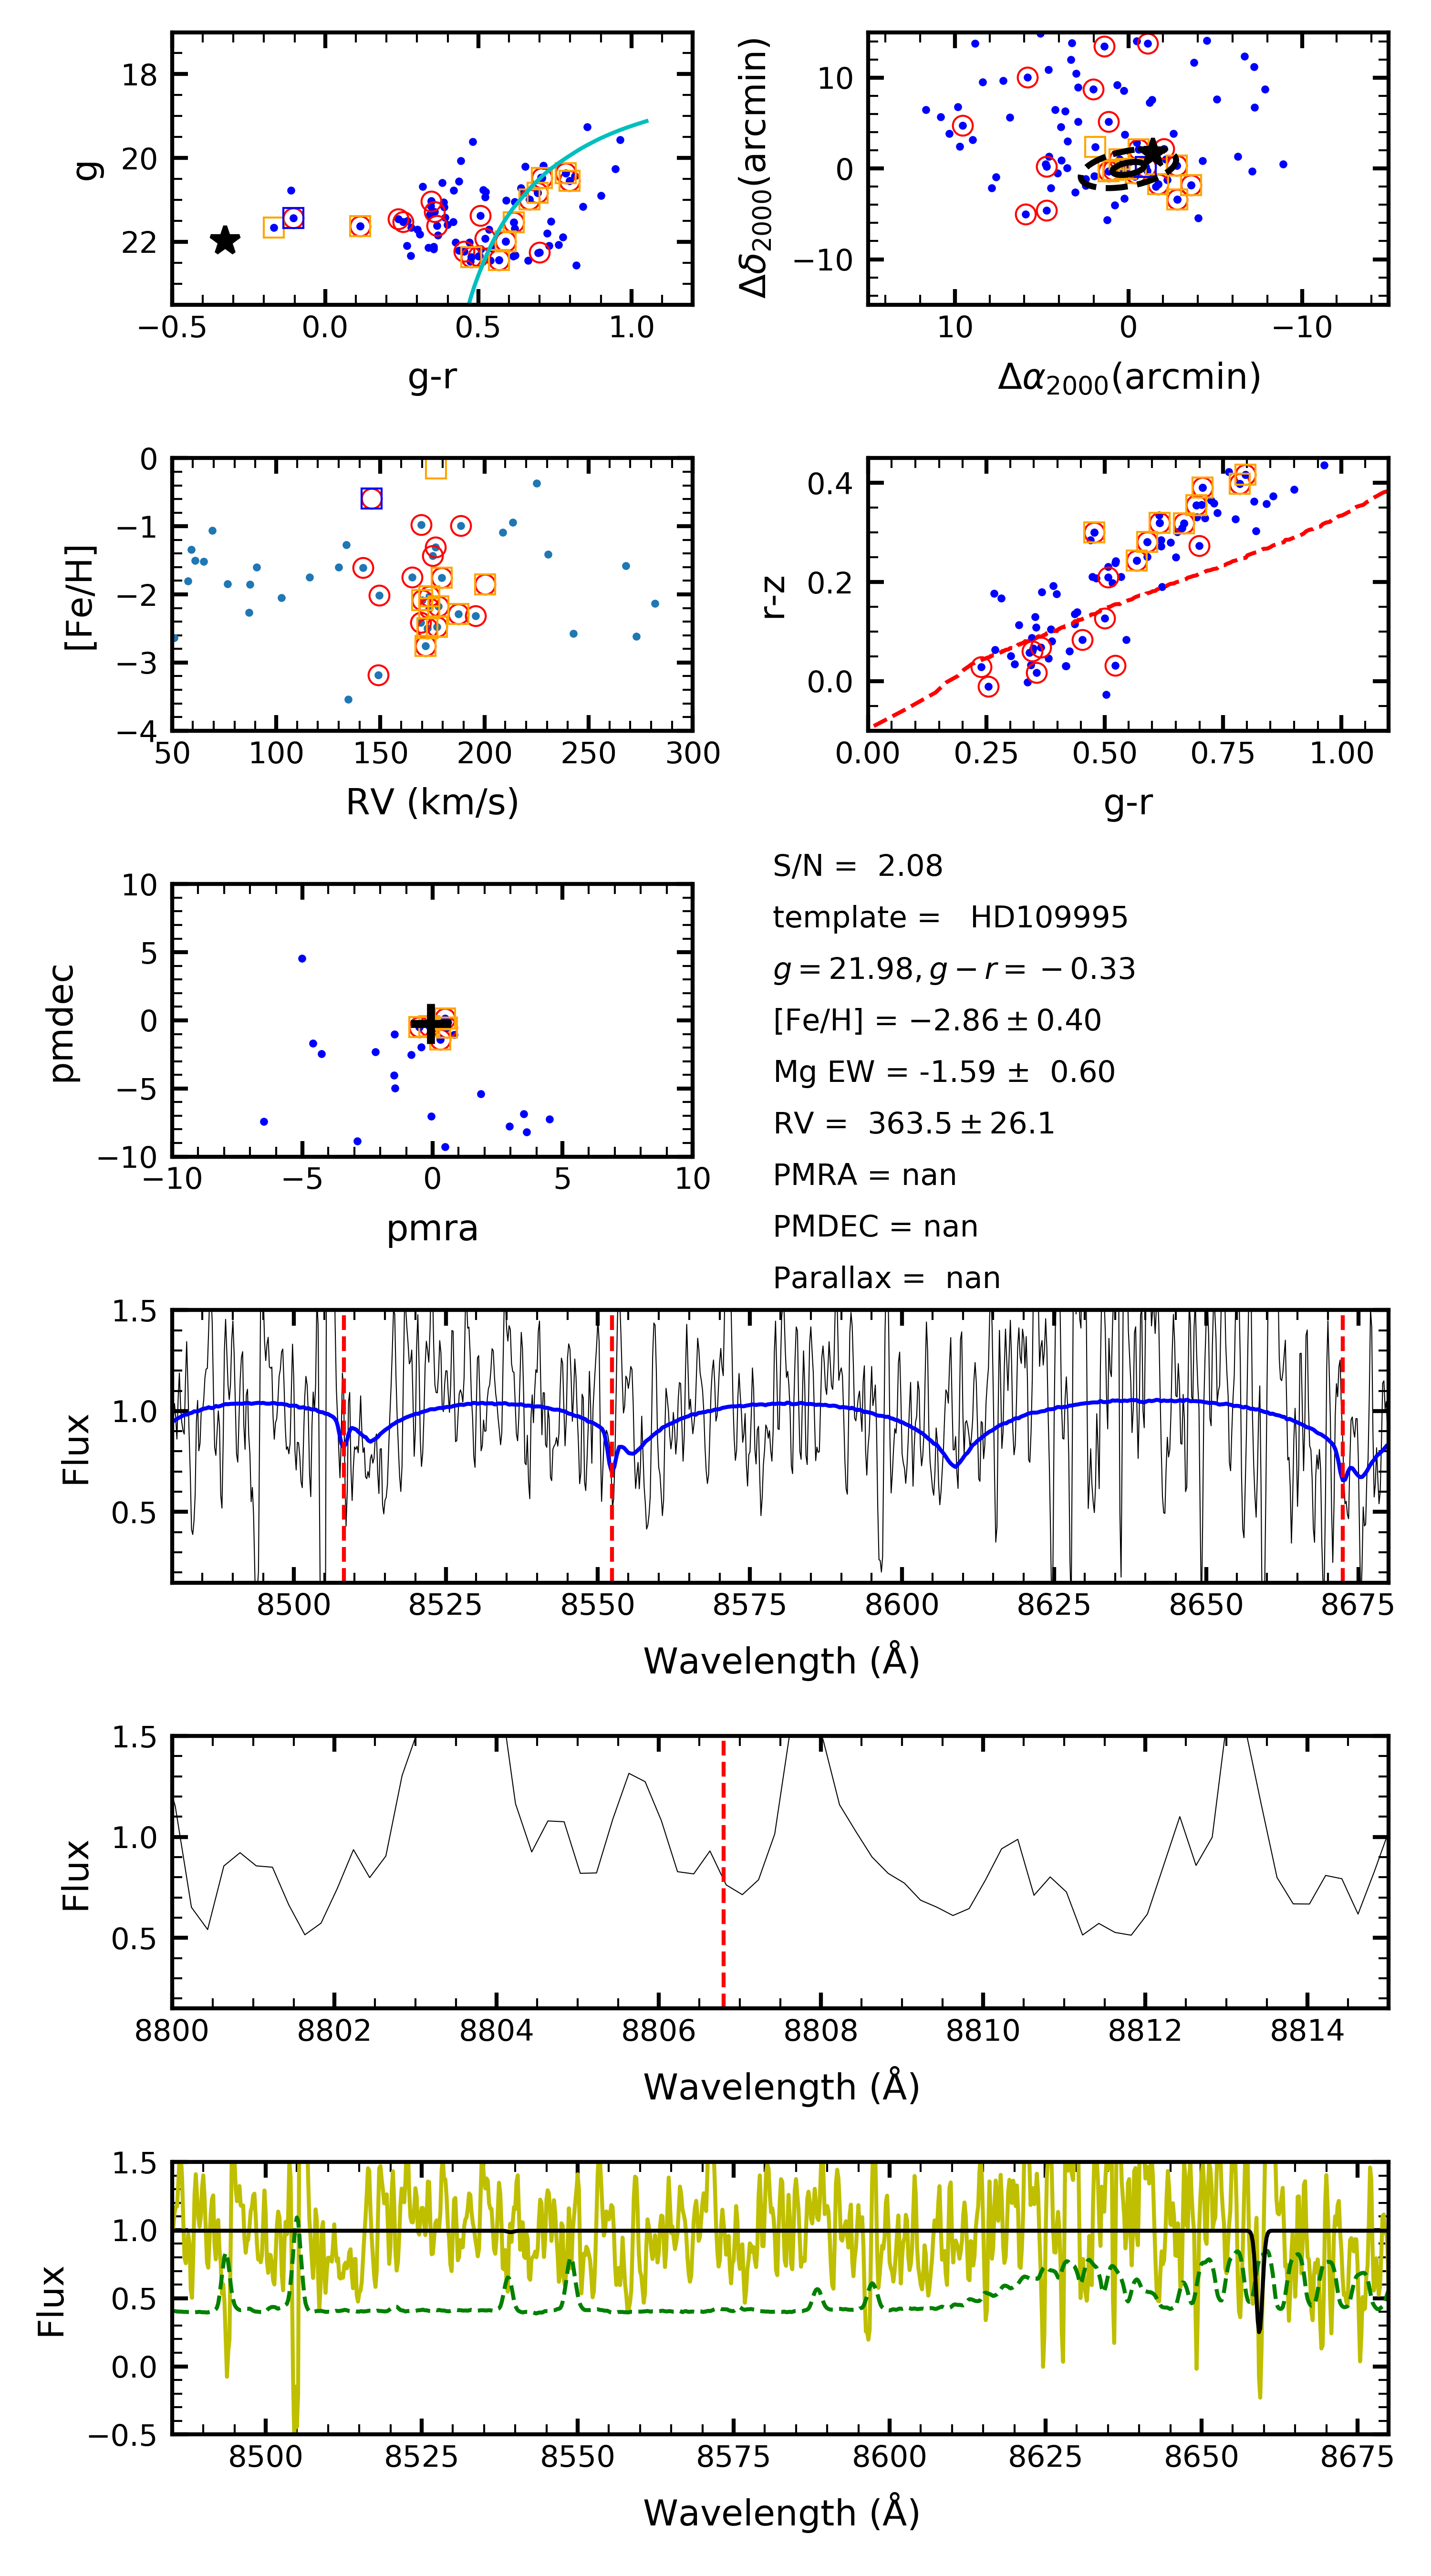 18
20
22
g
−0.5 0.0 0.5 1.0
g-r
10
0
−10
Δδ2000(arcmin)
10 0 −10
Δα2000(arcmin)
0
−1
−2
−3
−4
[Fe/H]
50 100 150 200 250 300
RV (km/s)
0.4
0.2
0.0
r-z
0.00 0.25 0.50 0.75 1.00
g-r
10
5
0
−5
−10
pmdec
−10 −5 0 5 10
pmra
S/N = 2.08
template = HD109995
g = 21.98, g − r = −0.33
[Fe/H] = −2.86 ± 0.40
Mg EW = -1.59 ± 0.60
RV = 363.5 ± 26.1
PMRA = nan
PMDEC = nan
Parallax = nan
1.5
1.0
0.5
Flux
8500 8525 8550 8575 8600 8625 8650 8675
Wavelength (Å)
1.5
1.0
0.5
Flux
8800 8802 8804 8806 8808 8810 8812 8814
Wavelength (Å)
1.5
1.0
0.5
0.0
−0.5
Flux
8500 8525 8550 8575 8600 8625 8650 8675
Wavelength (Å)